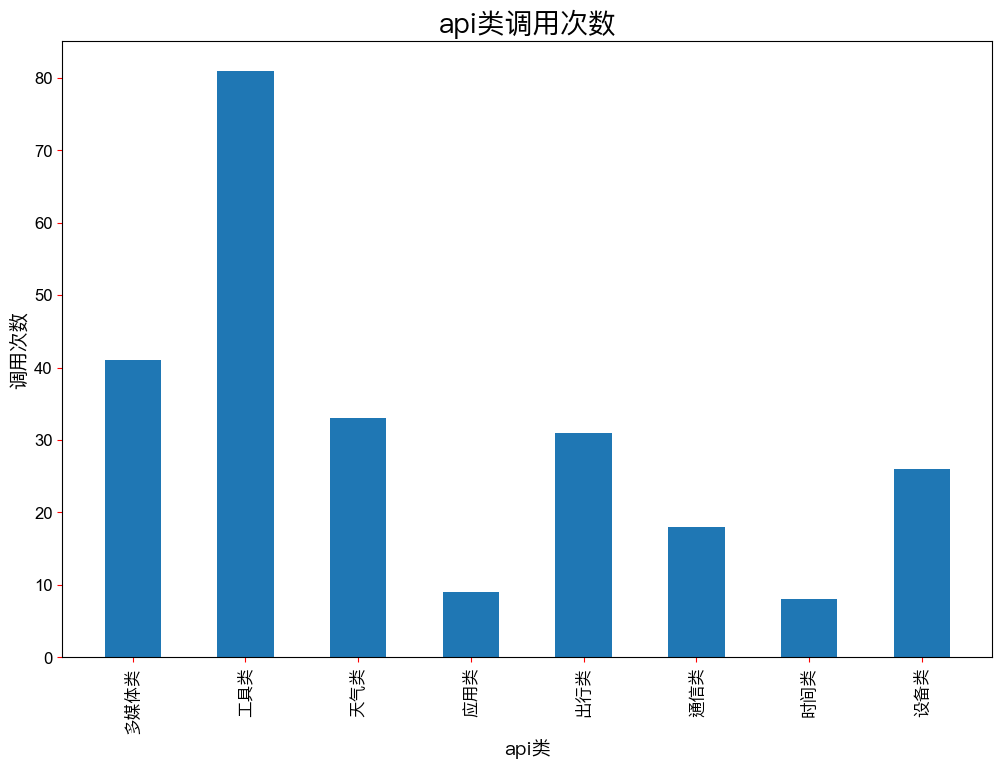 api类调用次数
调用次数
80
70
60
50
40
30
20
10
0
多媒体类
工具类
天气类
应用类
出行类
通信类
时间类
设备类
api类